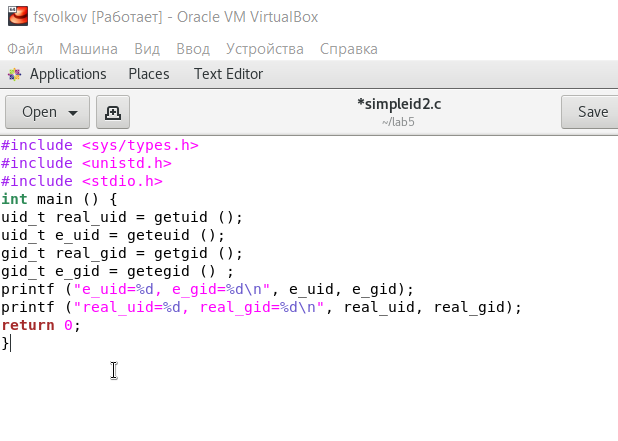 fsvolkov [Работает] - Oracle VM VirtualBox
Файл Машина Вид Ввод Устройства Справка
Applications Places Text Editor
Open *simpleid2.c Save
~/lab5
#include <sys/types.h>
#include <unistd.h>
#include <stdio.h>
int main () {
uid_t real_uid = getuid ();
uid_t e_uid = geteuid ();
gid_t real_gid = getgid ();
gid_t e_gid = getegid () ;
printf ("e_uid=%d, e_gid=%d\n", e_uid, e_gid);
printf ("real_uid=%d, real_gid=%d\n", real_uid, real_gid);
return 0;
}